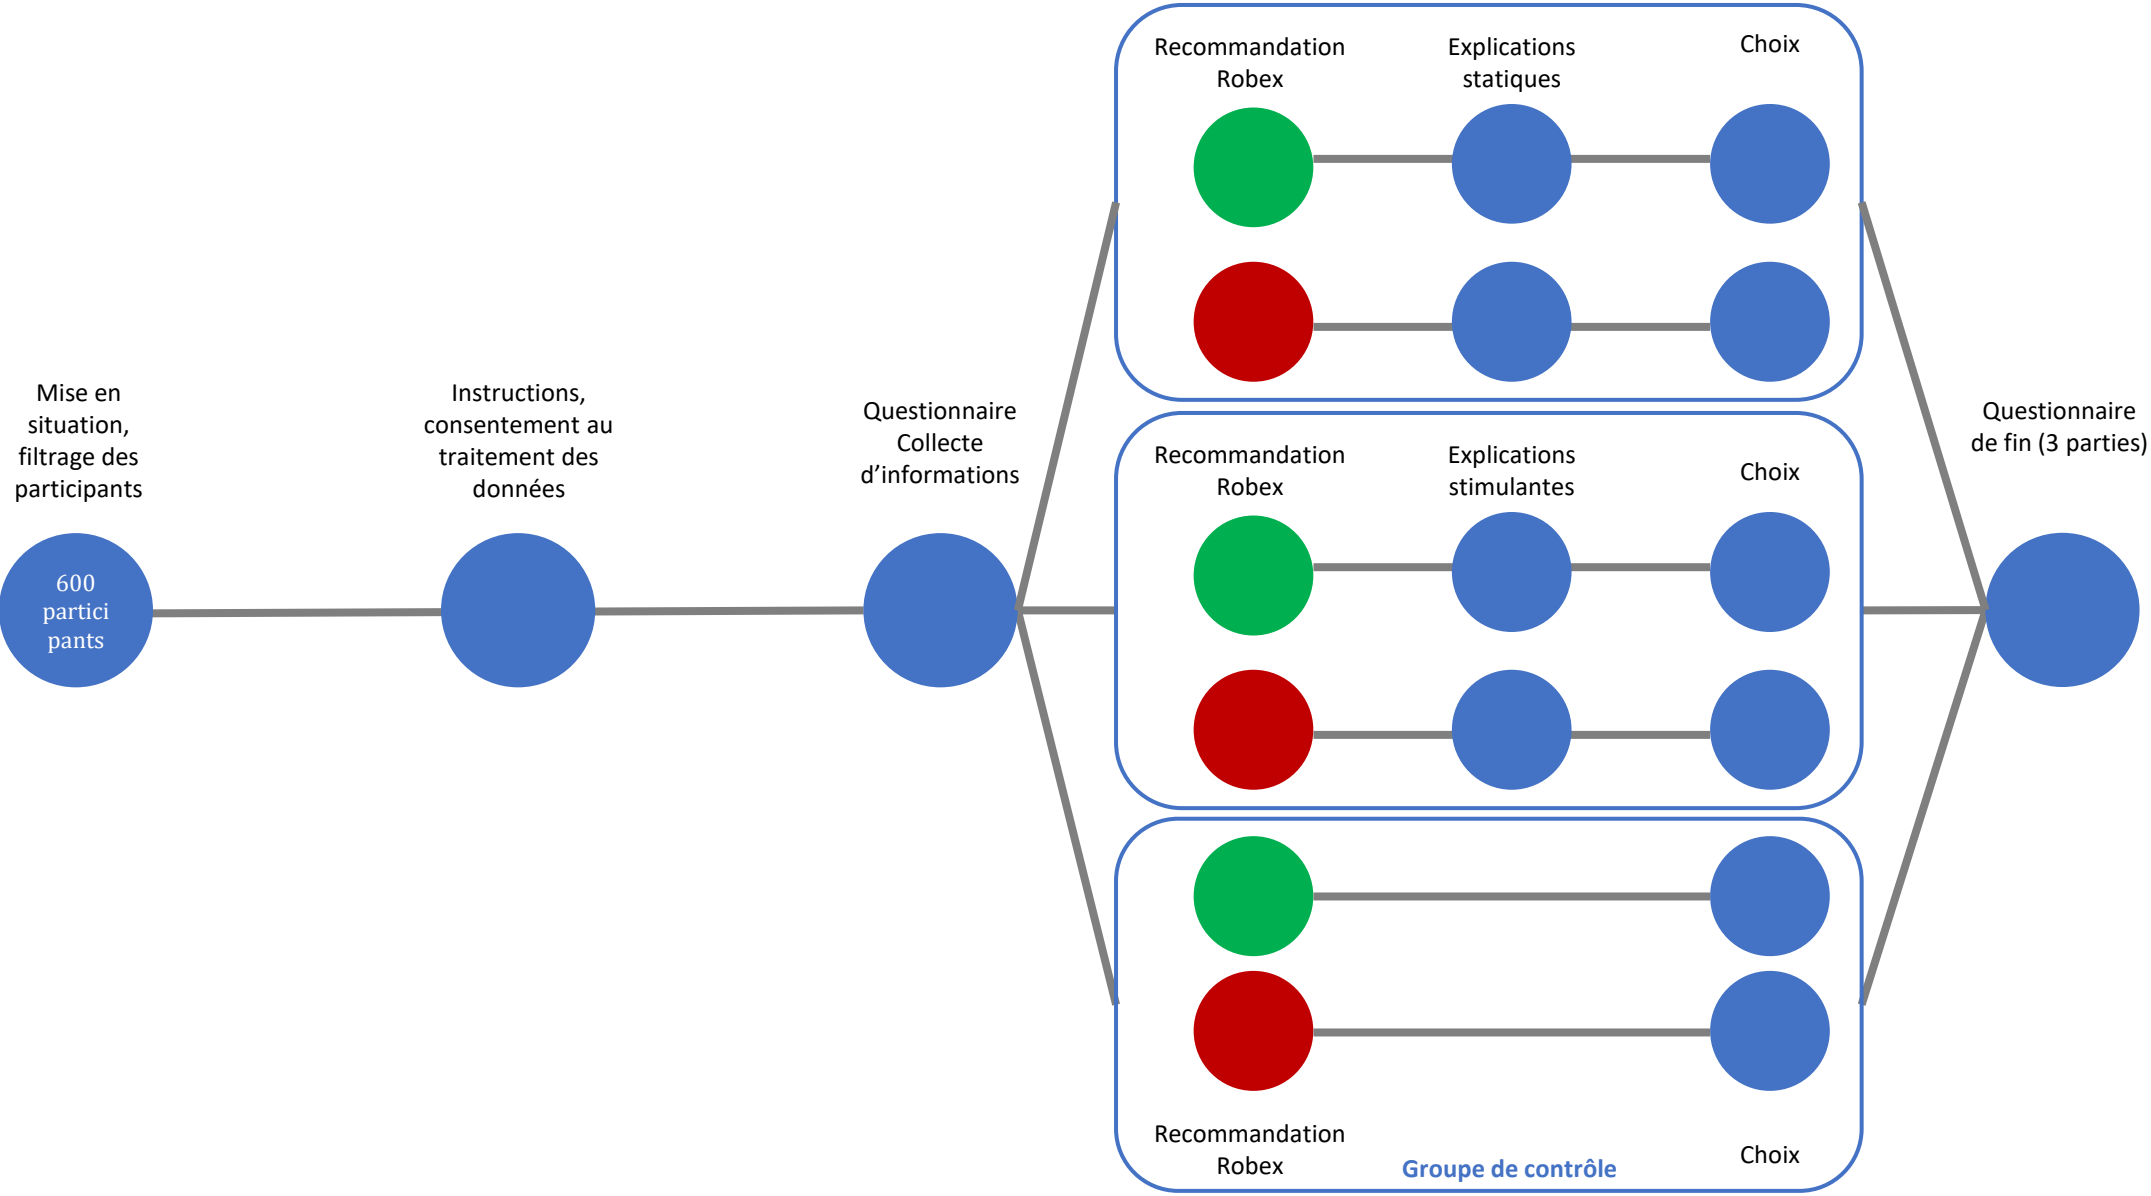 Mise en
situation,
filtrage des
participants
600
partici
pants
Instructions,
consentement au
traitement des
données
Questionnaire
Collecte
d’informations
Recommandation
Robex
Explications
statiques
Choix
Recommandation
Robex
Explications
stimulantes
Choix
Recommandation
Robex
Groupe de contrôle
Choix
Questionnaire
de fin (3 parties)